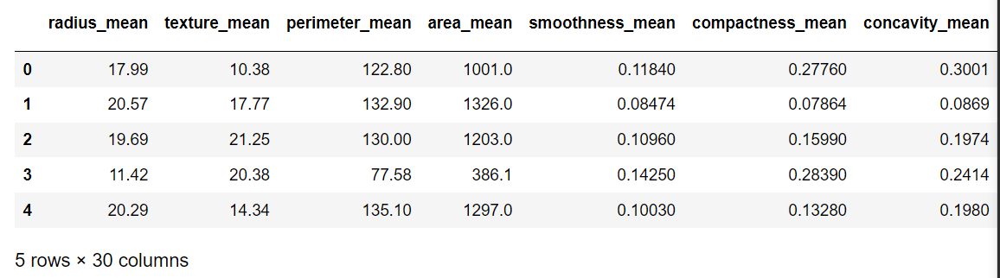 radius_mean texture_mean perimeter_mean area_mean smoothness_mean compactness_mean concavity_mean
0 17.99 10.38 122.80 1001.0 0.11840 0.27760 0.3001
1 20.57 17.77 132.90 1326.0 0.08474 0.07864 0.0869
2 19.69 21.25 130.00 1203.0 0.10960 0.15990 0.1974
3 11.42 20.38 77.58 386.1 0.14250 0.28390 0.2414
4 20.29 14.34 135.10 1297.0 0.10030 0.13280 0.1980
5 rows × 30 columns